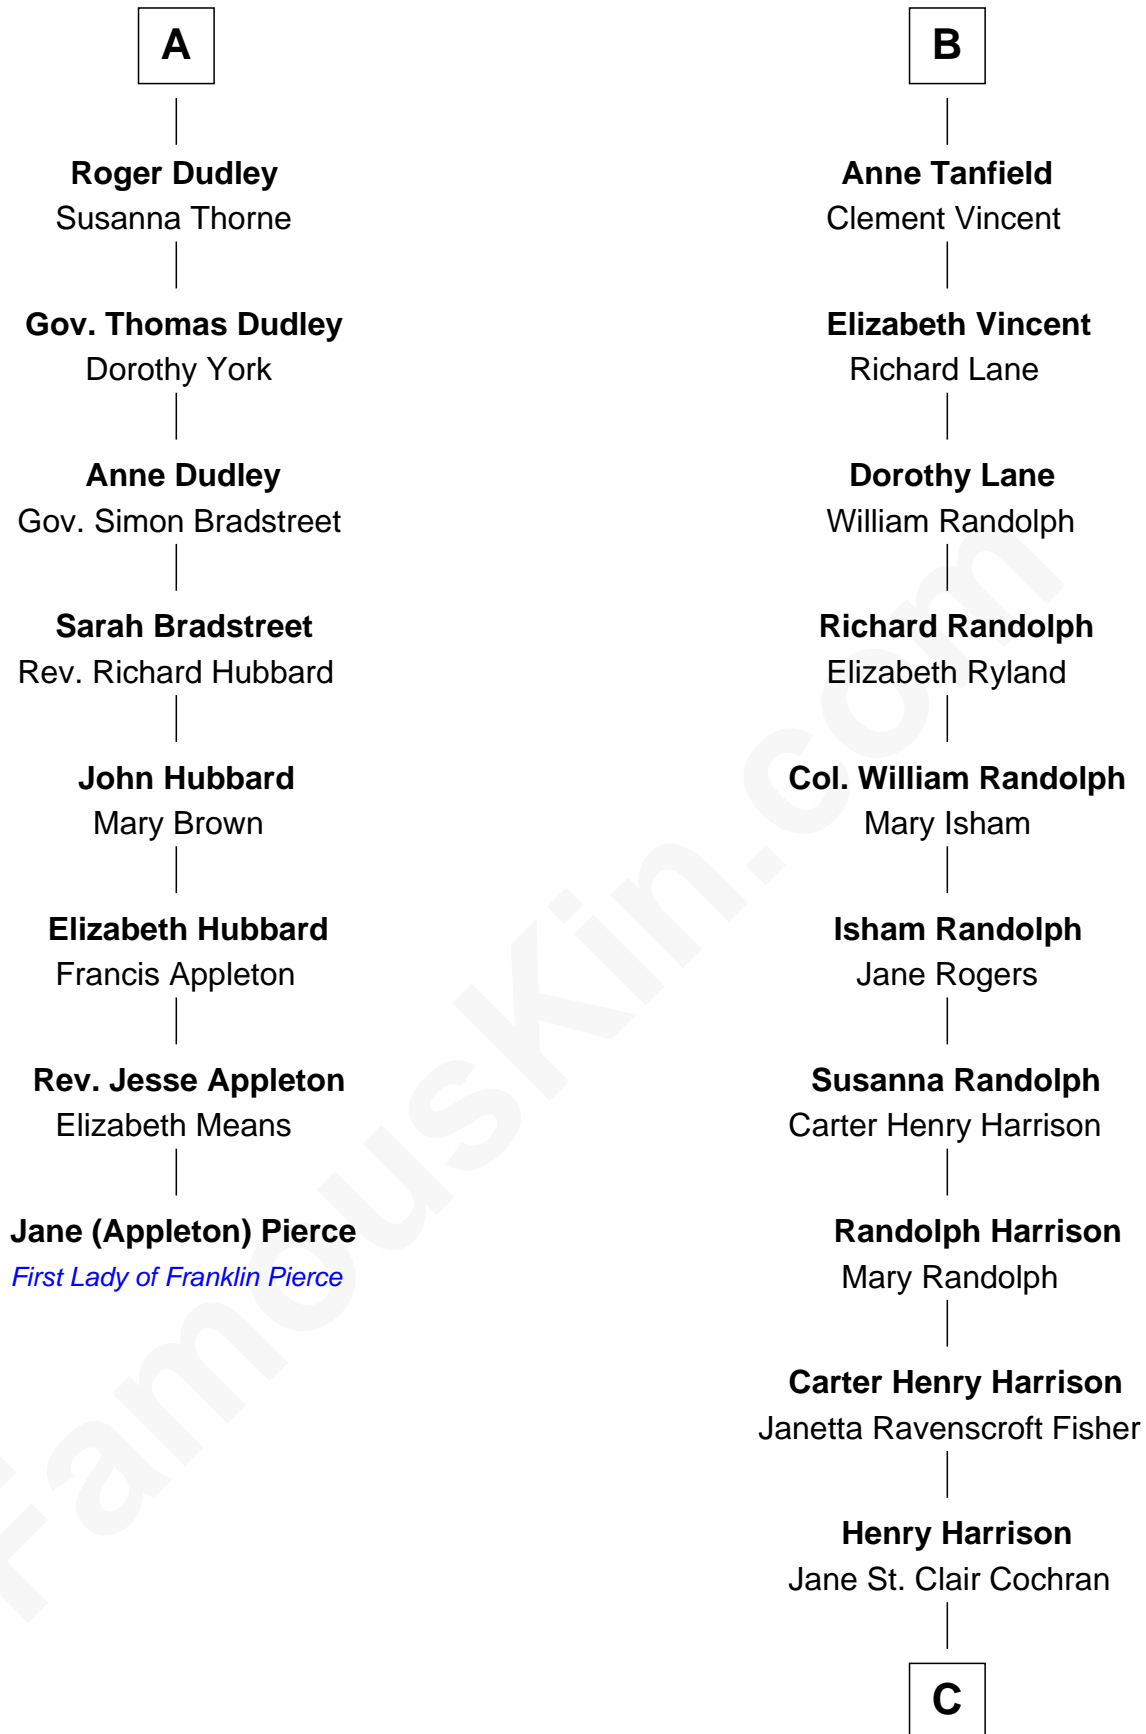 A
Roger Dudley
Susanna Thorne
Gov. Thomas Dudley
Dorothy York
Anne Dudley
Gov. Simon Bradstreet
Sarah Bradstreet
Rev. Richard Hubbard
John Hubbard
Mary Brown
Elizabeth Hubbard
Francis Appleton
Rev. Jesse Appleton
Elizabeth Means
Jane (Appleton) Pierce
First Lady of Franklin Pierce
B
Anne Tanfield
Clement Vincent
Elizabeth Vincent
Richard Lane
Dorothy Lane
William Randolph
Richard Randolph
Elizabeth Ryland
Col. William Randolph
Mary Isham
Isham Randolph
Jane Rogers
Susanna Randolph
Carter Henry Harrison
Randolph Harrison
Mary Randolph
Carter Henry Harrison
Janetta Ravenscroft Fisher
Henry Harrison
Jane St. Clair Cochran
C
FamousKin.com